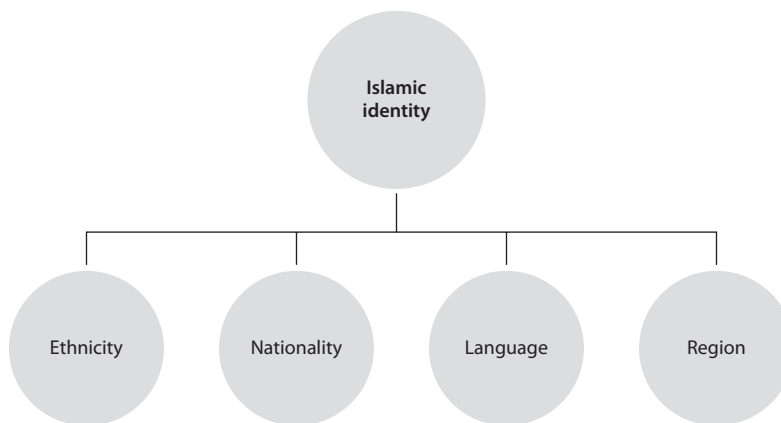 Islamic
identity
Ethnicity
Nationality
Language
Region